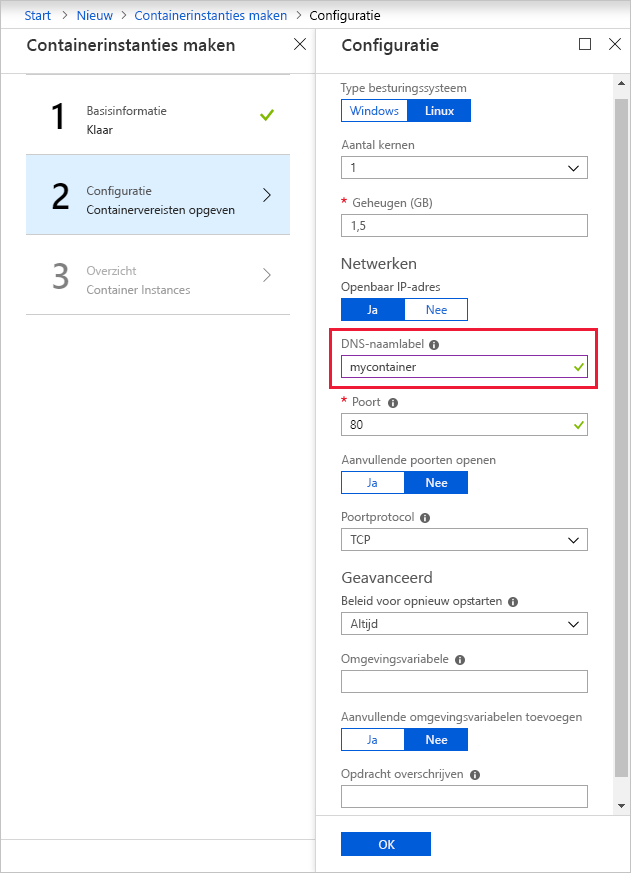 Start > Nieuw > Containerinstanties maken > Configuratie
Containerinstanties maken
1
Basisinformatie
Klaar
2
Configuratie
Containervereisten opgeven
3
Overzicht
Container Instances
Configuratie
Type besturingssysteem
Windows Linux
Aantal kernen
1
* Geheugen (GB)
1,5
Netwerken
Openbaar IP-adres
Ja Nee
DNS-naamlabel
mycontainer
* Poort
80
Aanvullende poorten openen
Ja Nee
Poortprotocol
TCP
Geavanceerd
Beleid voor opnieuw opstarten
Altijd
Omgevingsvariabele
Aanvullende omgevingsvariabelen toevoegen
Ja Nee
Opdracht overschrijven
OK